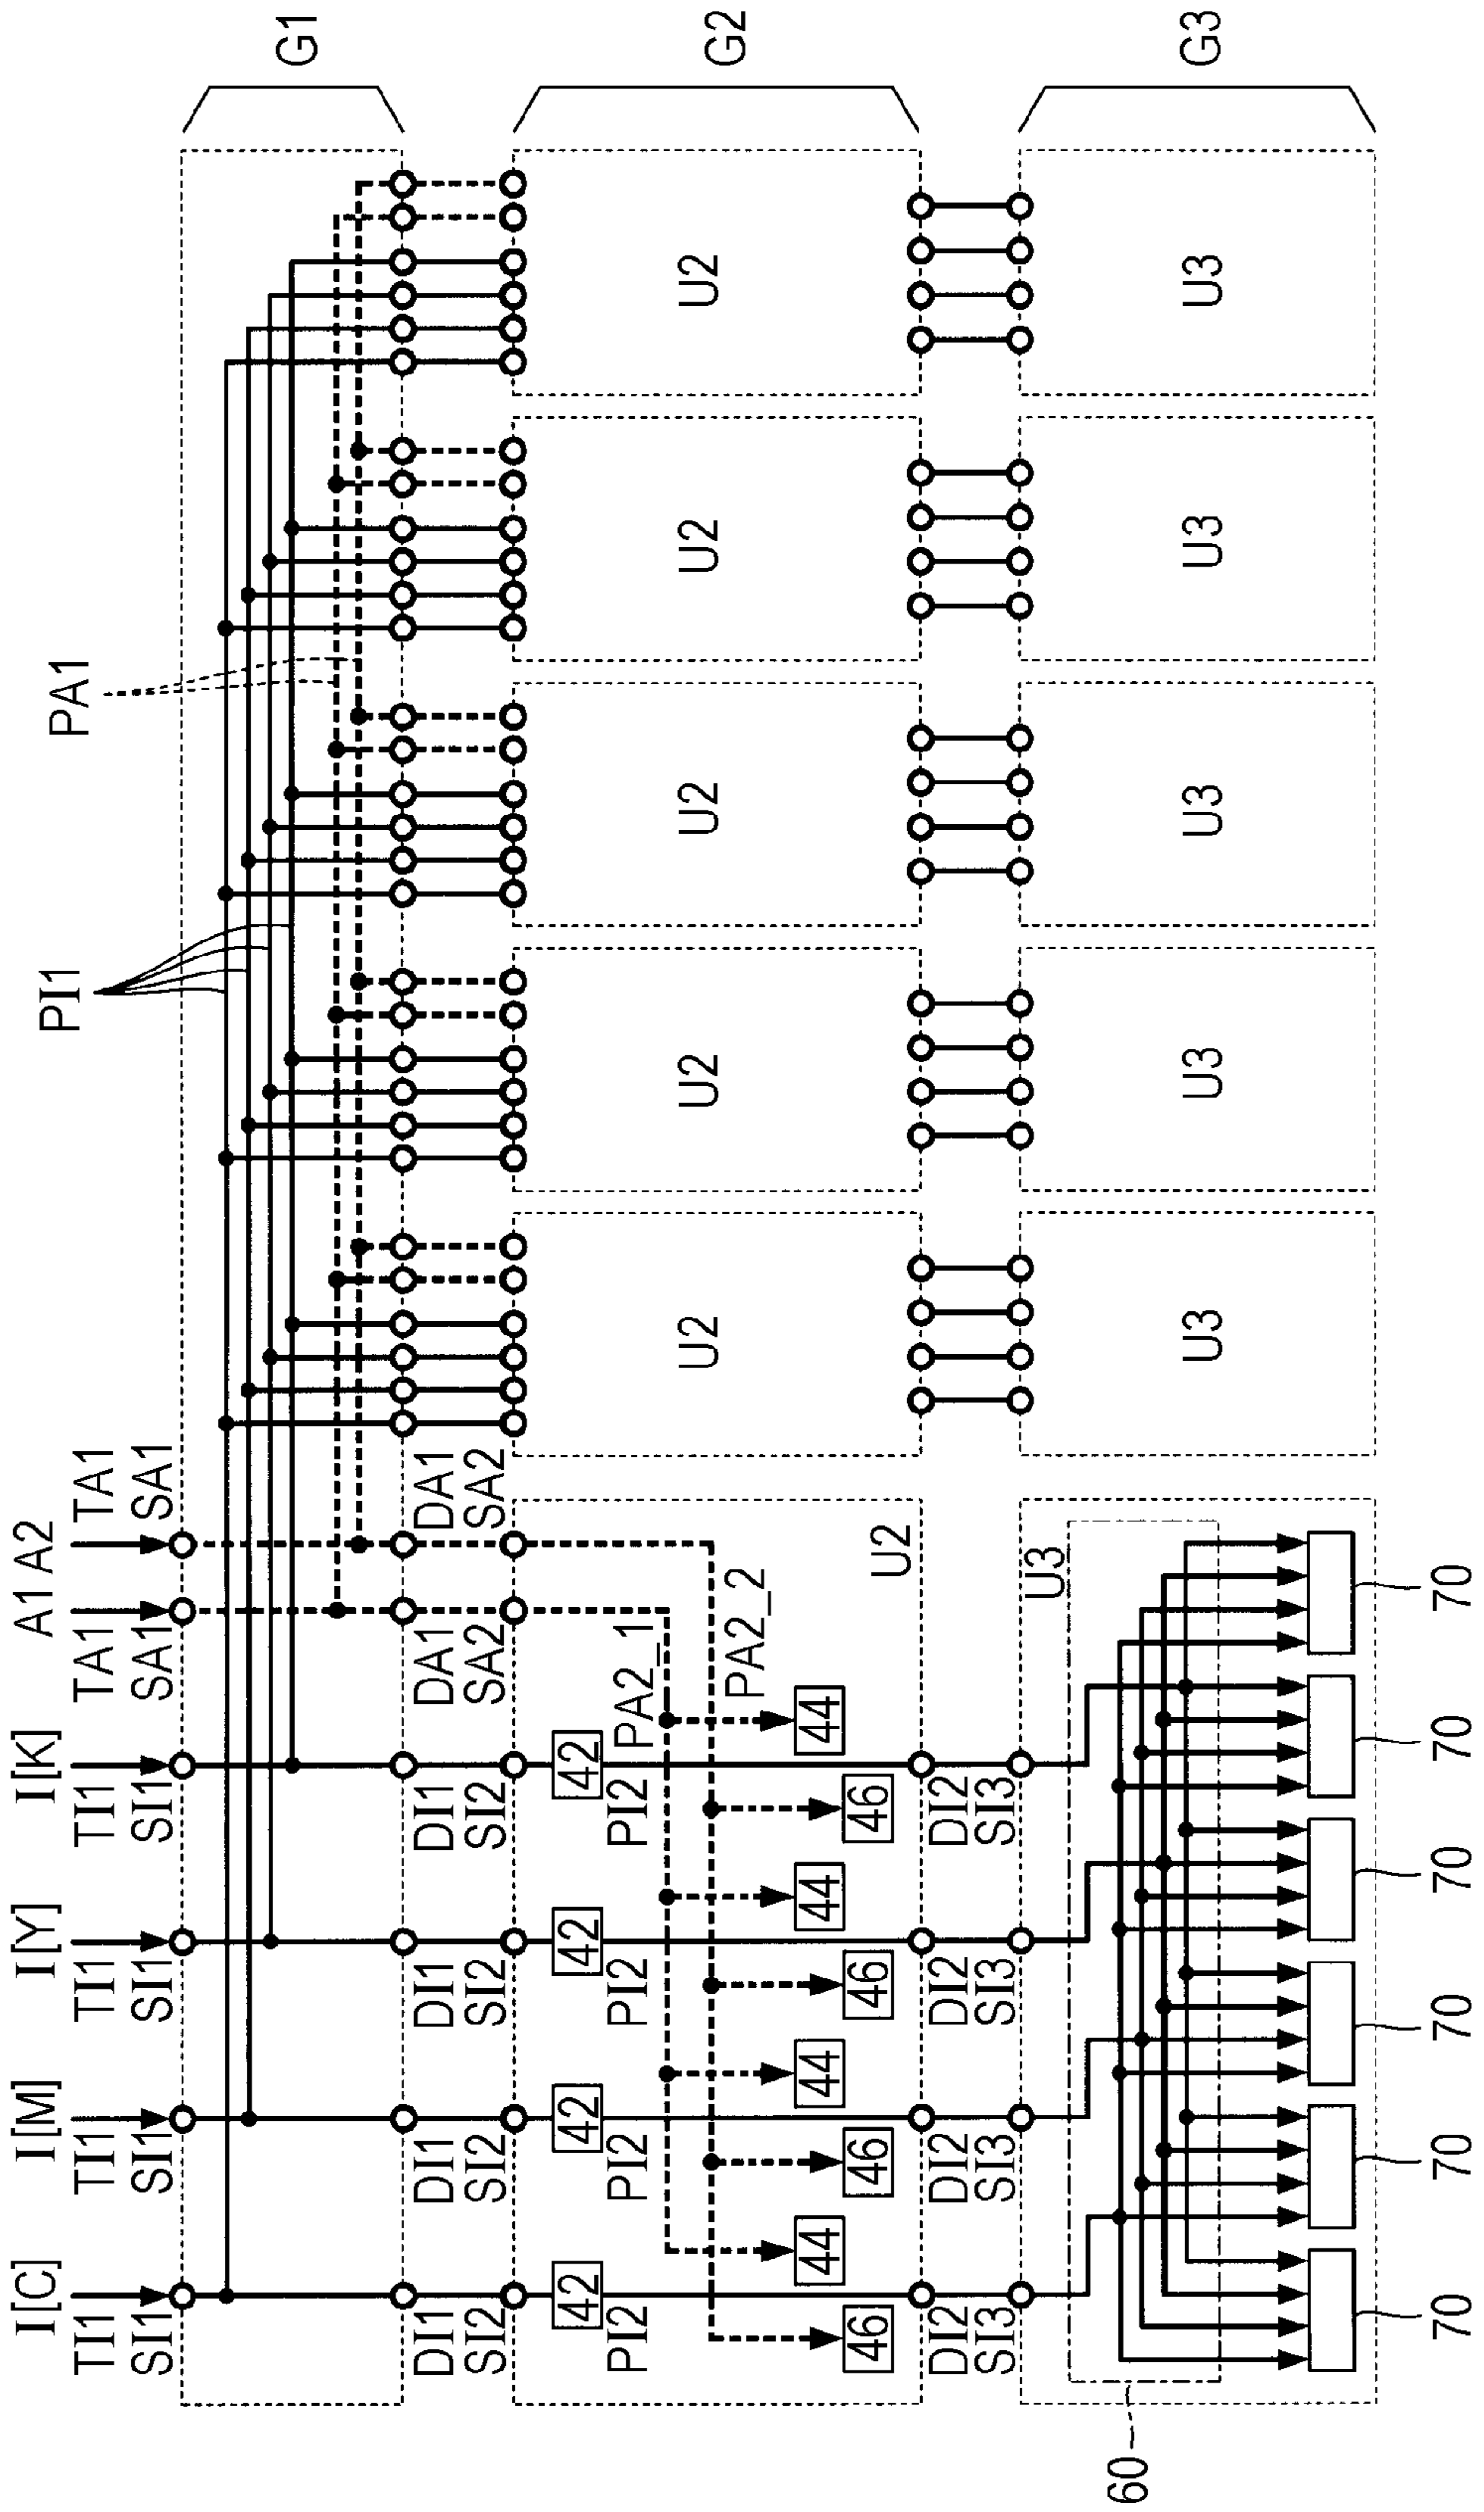 I[C] I[M] I[Y] I[K] A1 A2
TI1 TI1 TI1 TI1 TA1 TA1
SI1 SI1 SI1 SI1 SA1 SA1
PI1
PA1
G1
DI1 DI1 DI1 DI1 DA1 DA1
SI2 SI2 SI2 SI2 SA2 SA2
42 42 42 42
PI2 PI2 PI2 PI2 PA2_1
U2 U2 U2 U2 U2
G2
PA2_2
44 44 44 44
46 46 46 46
U2
DI2 DI2 DI2 DI2
SI3 SI3 SI3 SI3
U3
60
U3 U3 U3 U3 U3
G3
70 70 70 70 70 70